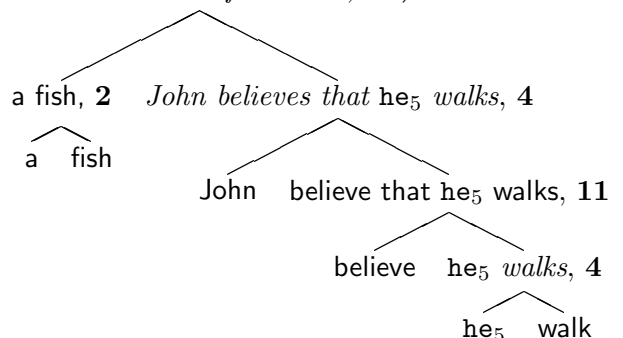 a fish, 2 John believes that he₅ walks, 4
a fish
John believe that he₅ walks, 11
believe he₅ walks, 4
he₅ walk